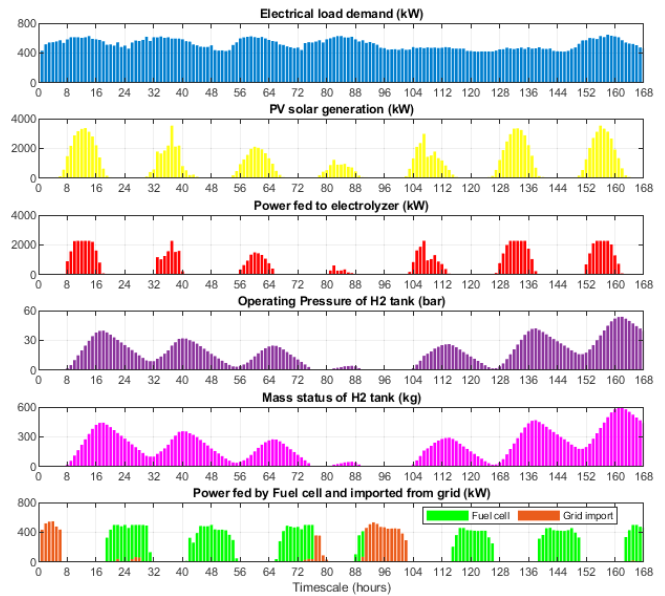 Electrical load demand (kW)
800
400
0
0 8 16 24 32 40 48 56 64 72 80 88 96 104 112 120 128 136 144 152 160 168
PV solar generation (kW)
4000
2000
0
0 8 16 24 32 40 48 56 64 72 80 88 96 104 112 120 128 136 144 152 160 168
Power fed to electrolyzer (kW)
4000
2000
0
0 8 16 24 32 40 48 56 64 72 80 88 96 104 112 120 128 136 144 152 160 168
Operating Pressure of H2 tank (bar)
60
30
0
0 8 16 24 32 40 48 56 64 72 80 88 96 104 112 120 128 136 144 152 160 168
Mass status of H2 tank (kg)
600
300
0
0 8 16 24 32 40 48 56 64 72 80 88 96 104 112 120 128 136 144 152 160 168
Power fed by Fuel cell and imported from grid (kW)
800
Fuel cell Grid import
400
0
0 8 16 24 32 40 48 56 64 72 80 88 96 104 112 120 128 136 144 152 160 168
Timescale (hours)